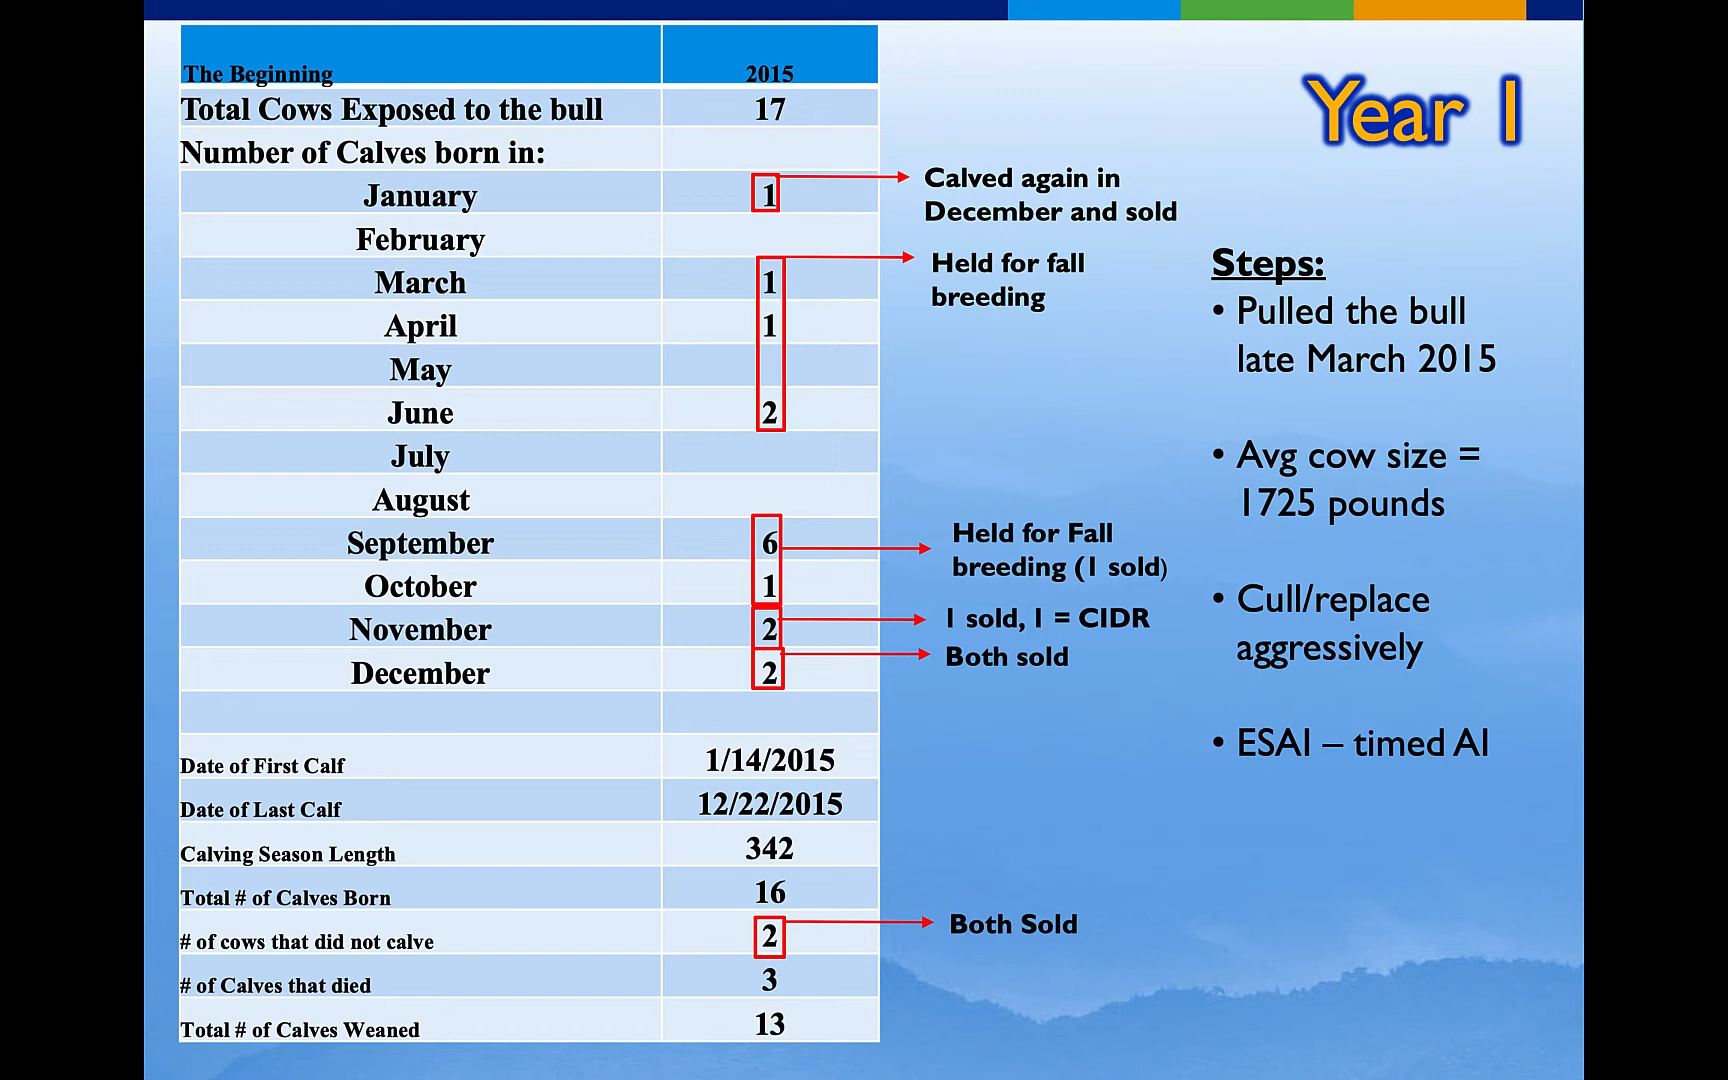 The Beginning 2015
Total Cows Exposed to the bull 17
Number of Calves born in:
January 1
February
March 1
April 1
May
June 2
July
August
September 6
October 1
November 2
December 2
Date of First Calf 1/14/2015
Date of Last Calf 12/22/2015
Calving Season Length 342
Total # of Calves Born 16
# of cows that did not calve 2
# of Calves that died 3
Total # of Calves Weaned 13
Calved again in
December and sold
Held for fall
breeding
Held for Fall
breeding (1 sold)
1 sold, 1 = CIDR
Both sold
Both Sold
Year 1
Steps:
• Pulled the bull
late March 2015
• Avg cow size =
1725 pounds
• Cull/replace
aggressively
• ESAI – timed AI